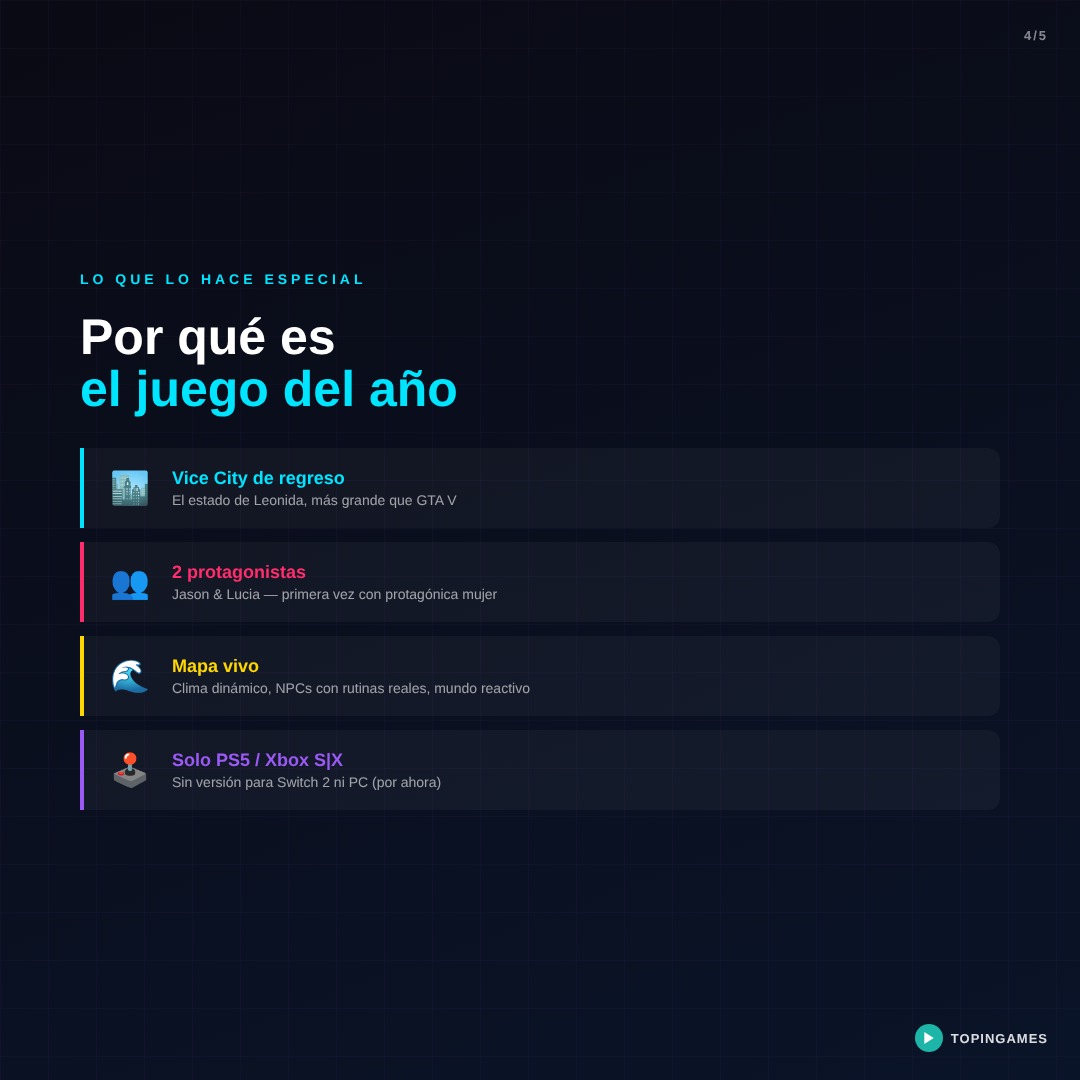 4/5
LO QUE LO HACE ESPECIAL
Por qué es
el juego del año
Vice City de regreso
El estado de Leonida, más grande que GTA V
2 protagonistas
Jason & Lucia — primera vez con protagónica mujer
Mapa vivo
Clima dinámico, NPCs con rutinas reales, mundo reactivo
Solo PS5 / Xbox S|X
Sin versión para Switch 2 ni PC (por ahora)
TOPINGAMES